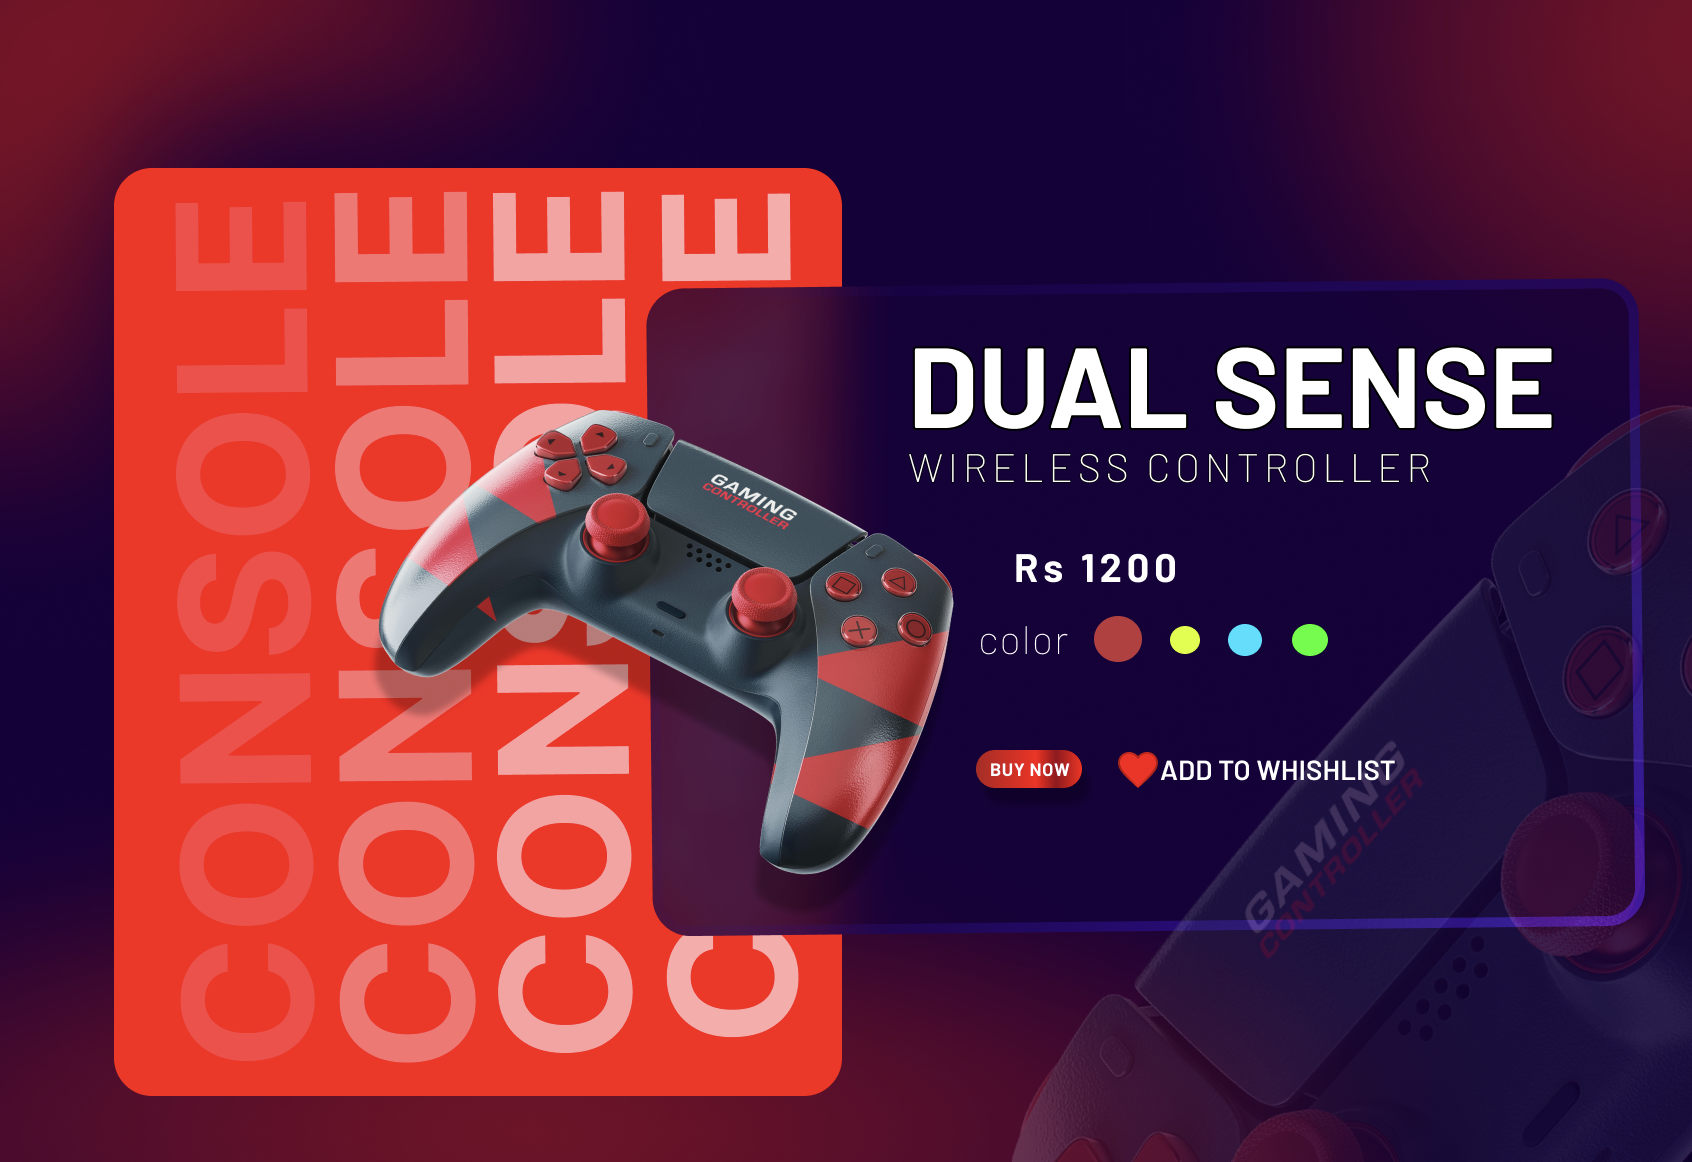 CONSOLE
CONSOLE
CONSOLE
C LE
GAMING
CONTROLLER
DUAL SENSE
WIRELESS CONTROLLER
Rs 1200
color
BUY NOW
ADD TO WHISHLIST
GAMING
CONTROLLER